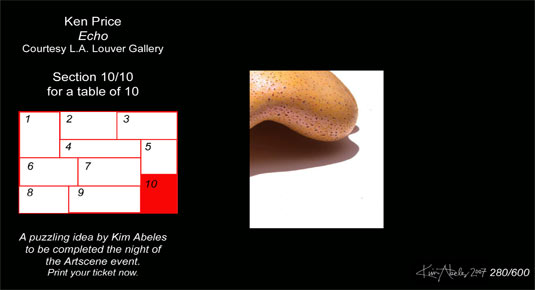 Ken Price
Echo
Courtesy L.A. Louver Gallery
Section 10/10
for a table of 10
1
2
3
4
5
6
7
8
9
10
A puzzling idea by Kim Abeles
to be completed the night of
the Artscene event.
Print your ticket now.
Kim Abeles 2007 280/600